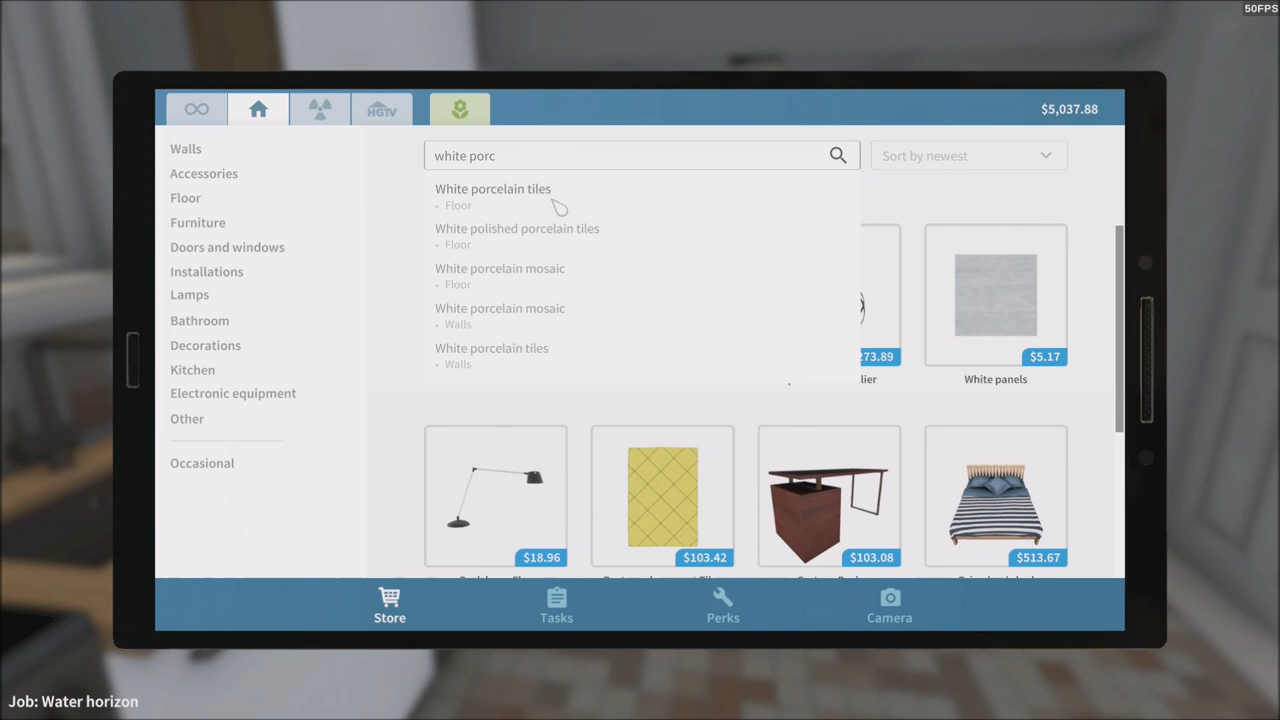 50FPS
HGTV
$5,037.88
Walls
Accessories
Floor
Furniture
Doors and windows
Installations
Lamps
Bathroom
Decorations
Kitchen
Electronic equipment
Other
Occasional
white porc
Sort by newest
White porcelain tiles
• Floor
White polished porcelain tiles
• Floor
White porcelain mosaic
• Floor
White porcelain mosaic
• Walls
White porcelain tiles
• Walls
273.89
lier
$5.17
White panels
$18.96
$103.42
$103.08
$513.67
Store
Tasks
Perks
Camera
Job: Water horizon